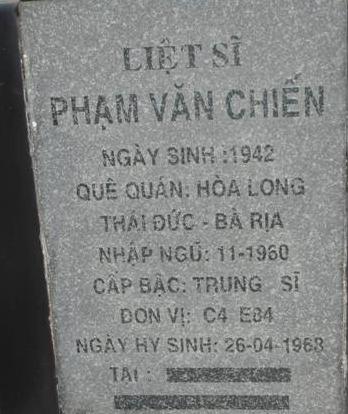 LIỆT SĨ
PHẠM VĂN CHIẾN
NGÀY SINH :1942
QUÊ QUÁN: HÒA LONG
THÁI ĐỨC - BÀ RỊA
NHẬP NGŨ: 11-1960
CẤP BẬC: TRUNG SĨ
ĐƠN VỊ: C4 E84
NGÀY HY SINH: 26-04-1968
TẠI :